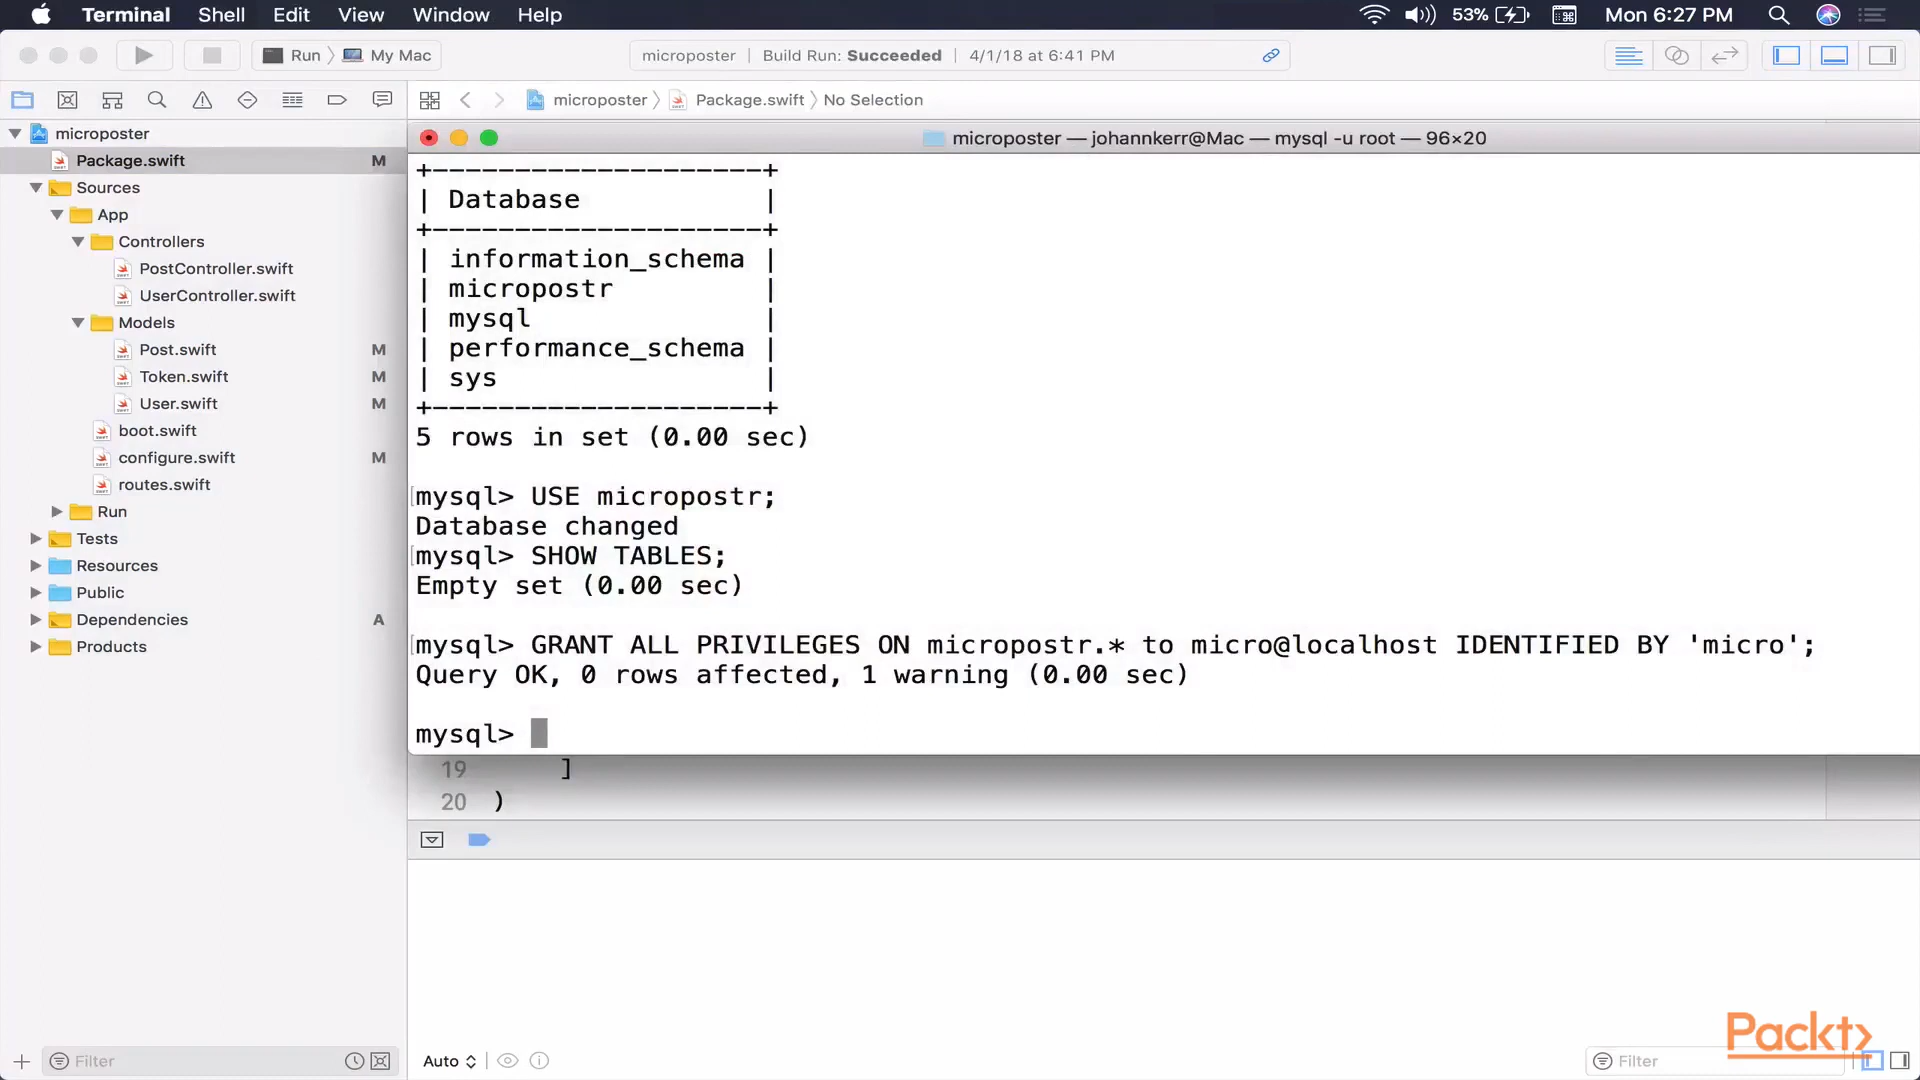 Terminal Shell Edit View Window Help 53% Mon 6:27 PM
Run My Mac microposter Build Run: Succeeded 4/1/18 at 6:41 PM
microposter Package.swift No Selection
microposter
Package.swift M
Sources
App
Controllers
PostController.swift
UserController.swift
Models
Post.swift M
Token.swift M
User.swift M
boot.swift
configure.swift M
routes.swift
Run
Tests
Resources
Public
Dependencies A
Products
Filter
microposter — johannkerr@Mac — mysql -u root — 96×20
+--------------------+
| Database           |
+--------------------+
| information_schema |
| micropostr         |
| mysql              |
| performance_schema |
| sys                |
+--------------------+
5 rows in set (0.00 sec)
mysql> USE micropostr;
Database changed
mysql> SHOW TABLES;
Empty set (0.00 sec)
mysql> GRANT ALL PRIVILEGES ON micropostr.* to micro@localhost IDENTIFIED BY 'micro';
Query OK, 0 rows affected, 1 warning (0.00 sec)
mysql>
19 ]
20 )
Auto
Filter
Packt